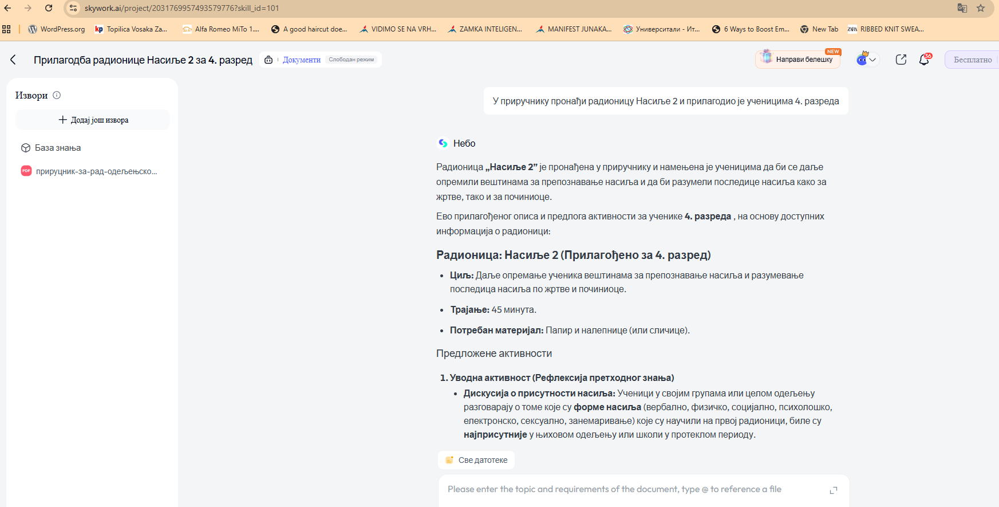 skywork.ai/project/2031769957493579776?skill_id=101
WordPress.org
kp Topilica Vosaka Za...
Alfa Romeo MiTo 1....
A good haircut doe...
VIDIMO SE NA VRH...
ZAMKA INTELIGEN...
MANIFEST JUNAKA...
Универзитали - Ит...
6 Ways to Boost Em...
New Tab
ZARA RIBBED KNIT SWEA...
Прилагодба радионице Насиље 2 за 4. разред
Документи
Слободан режим
Направи белешку
NEW
36
Бесплатно
Извори
Додај још извора
База знања
PDF прируцник-за-рад-одељењско...
У приручнику пронађи радионицу Насиље 2 и прилагодио је ученицима 4. разреда
Небо
Радионица „Насиље 2” је пронађена у приручнику и намењена је ученицима да би се даље
опремили вештинама за препознавање насиља и да би разумели последице насиља како за
жртве, тако и за починиоце.
Ево прилагођеног описа и предлога активности за ученике 4. разреда , на основу доступних
информација о радионици:
Радионица: Насиље 2 (Прилагођено за 4. разред)
• Циљ: Даље опремање ученика вештинама за препознавање насиља и разумевање
последица насиља по жртве и починиоце.
• Трајање: 45 минута.
• Потребан материјал: Папир и налепнице (или сличице).
Предложене активности
1. Уводна активност (Рефлексија претходног знања)
• Дискусија о присутности насиља: Ученици у својим групама или целом одељењу
разговарају о томе које су форме насиља (вербално, физичко, социјално, психолошко,
електронско, сексуално, занемаривање) које су научили на првој радионици, биле су
најприсутније у њиховом одељењу или школи у протеклом периоду.
Све датотеке
Please enter the topic and requirements of the document, type @ to reference a file